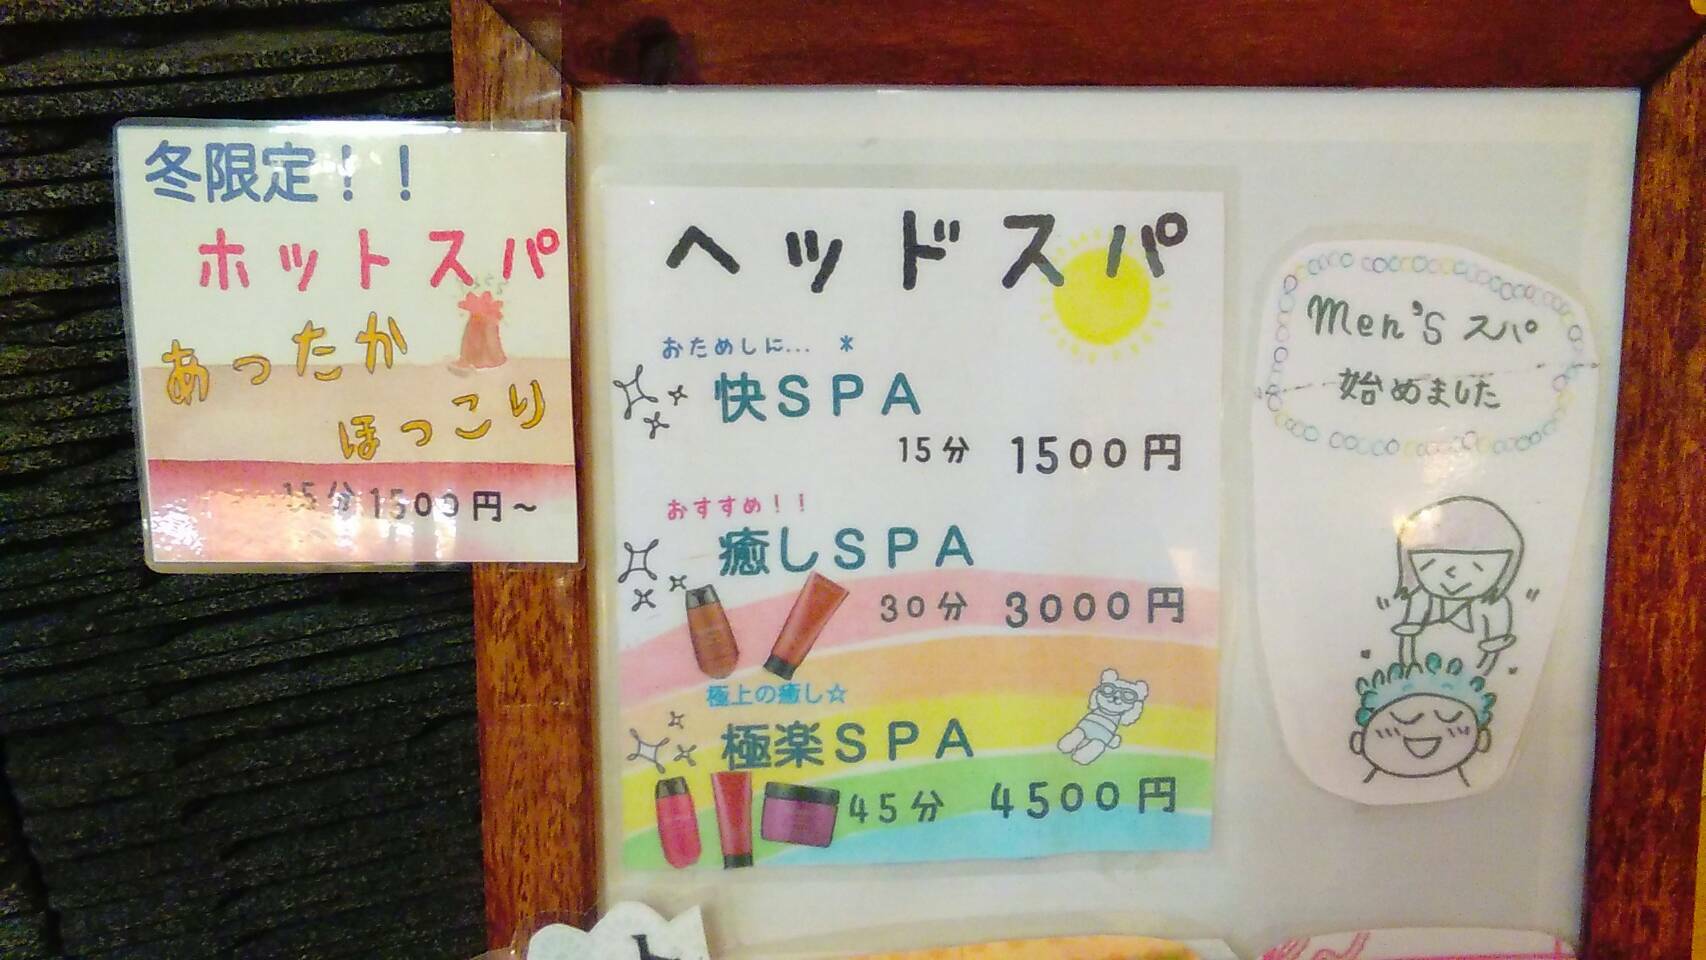 冬限定！！
ホットスパ
あったか
ほっこり
15分 1500円～
ヘッドスパ
おためしに... *
快SPA
15分 1500円
おすすめ！！
癒しSPA
30分 3000円
極上の癒し☆
極楽SPA
45分 4500円
Men'S スパ
始めました